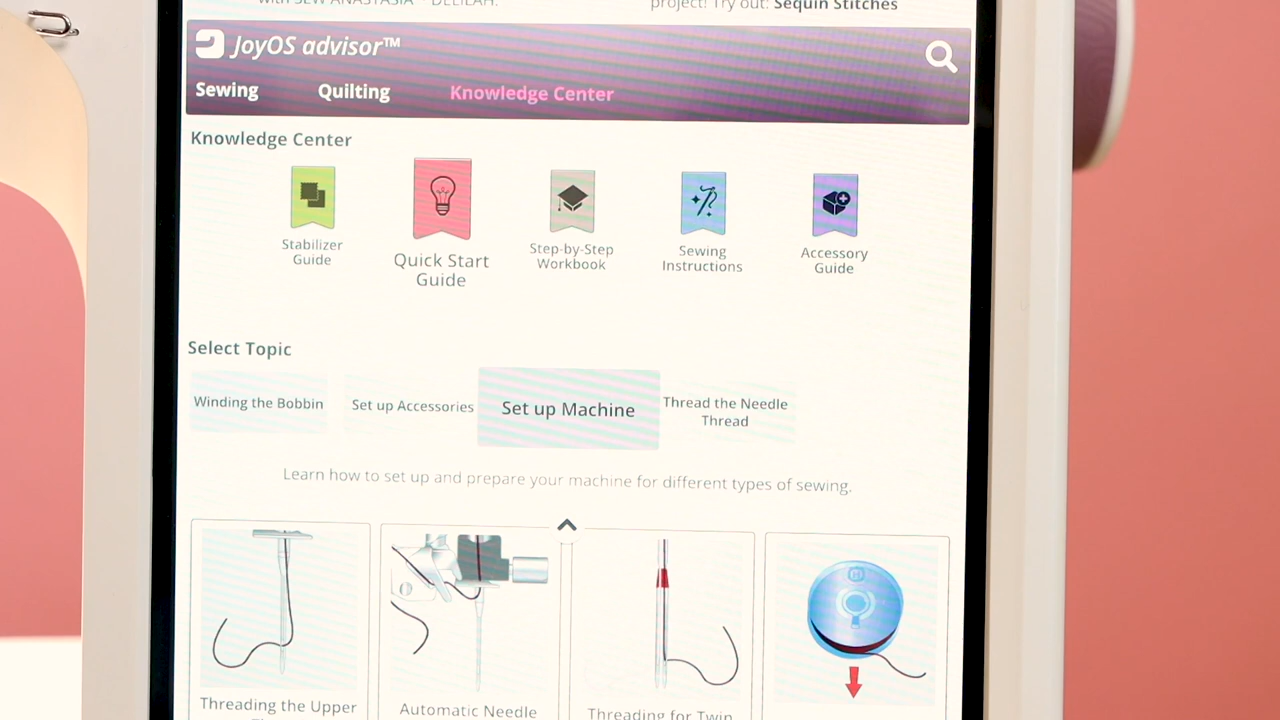 with SEW ANASTASIA
DELILAH.
project! Try out: Sequin Stitches
JoyOS advisor™
Sewing
Quilting
Knowledge Center
Knowledge Center
Stabilizer
Guide
Quick Start
Guide
Step-by-Step
Workbook
Sewing
Instructions
Accessory
Guide
Select Topic
Winding the Bobbin
Set up Accessories
Set up Machine
Thread the Needle
Thread
Learn how to set up and prepare your machine for different types of sewing.
Threading the Upper
Automatic Needle
Threading for Twin